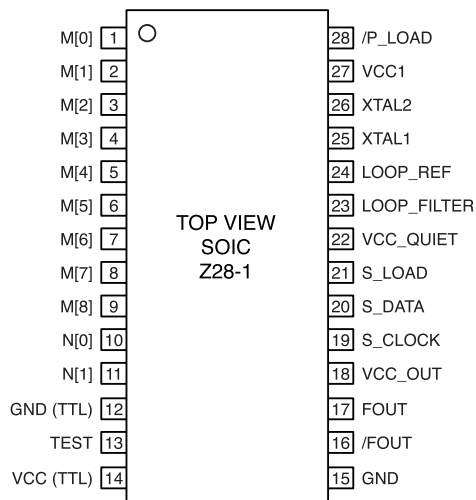 M[0] 1 28 /P_LOAD
M[1] 2 27 VCC1
M[2] 3 26 XTAL2
M[3] 4 25 XTAL1
M[4] 5 24 LOOP_REF
M[5] 6 23 LOOP_FILTER
TOP VIEW
SOIC
Z28-1
M[6] 7 22 VCC_QUIET
M[7] 8 21 S_LOAD
M[8] 9 20 S_DATA
N[0] 10 19 S_CLOCK
N[1] 11 18 VCC_OUT
GND (TTL) 12 17 FOUT
TEST 13 16 /FOUT
VCC (TTL) 14 15 GND